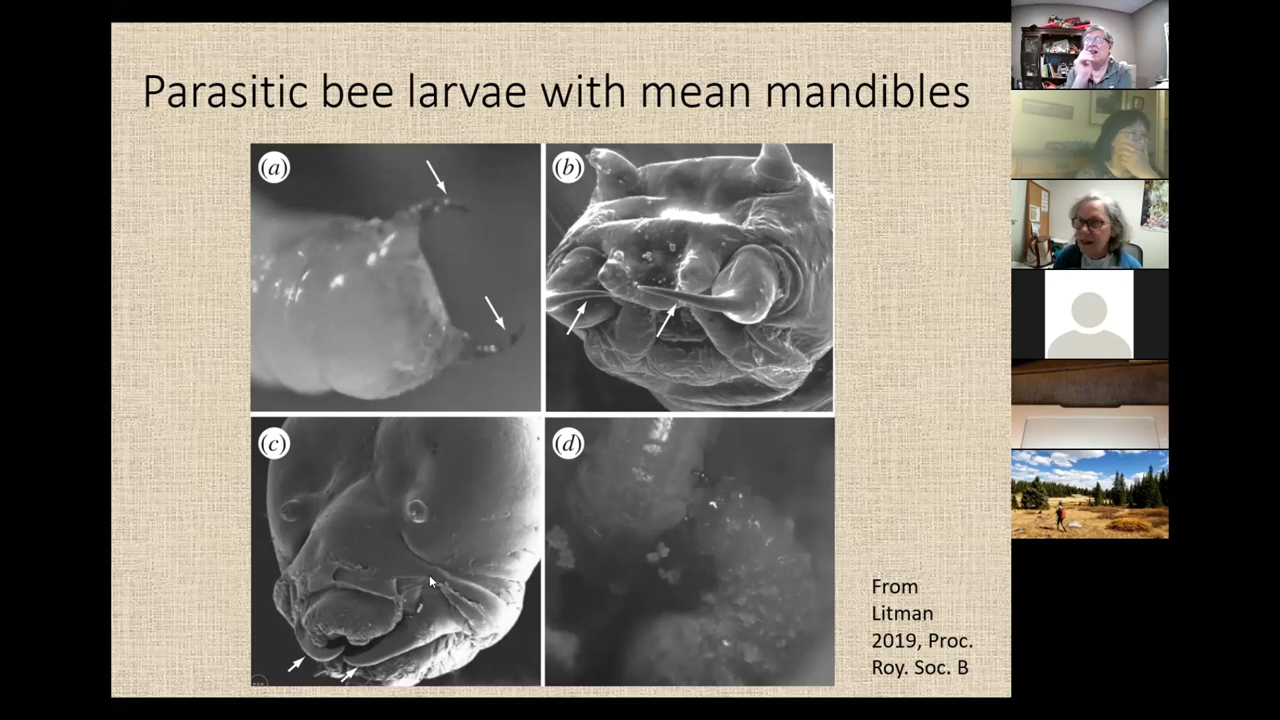 Parasitic bee larvae with mean mandibles
(a)
(b)
(c)
(d)
From
Litman
2019, Proc.
Roy. Soc. B